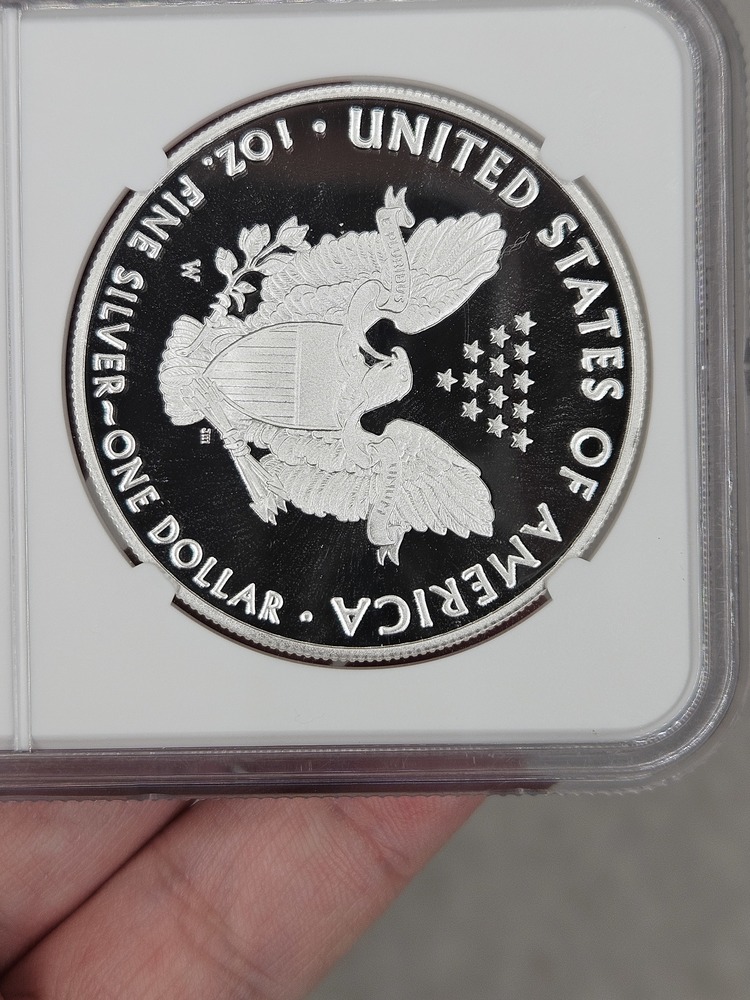 UNITED STATES OF AMERICA
• 1 OZ. FINE SILVER~ONE DOLLAR •
W